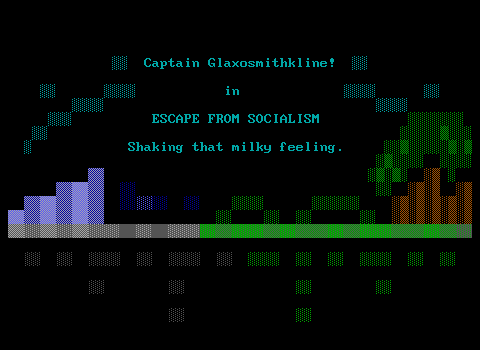 Captain Glaxosmithkline!
in
ESCAPE FROM SOCIALISM
Shaking that milky feeling.